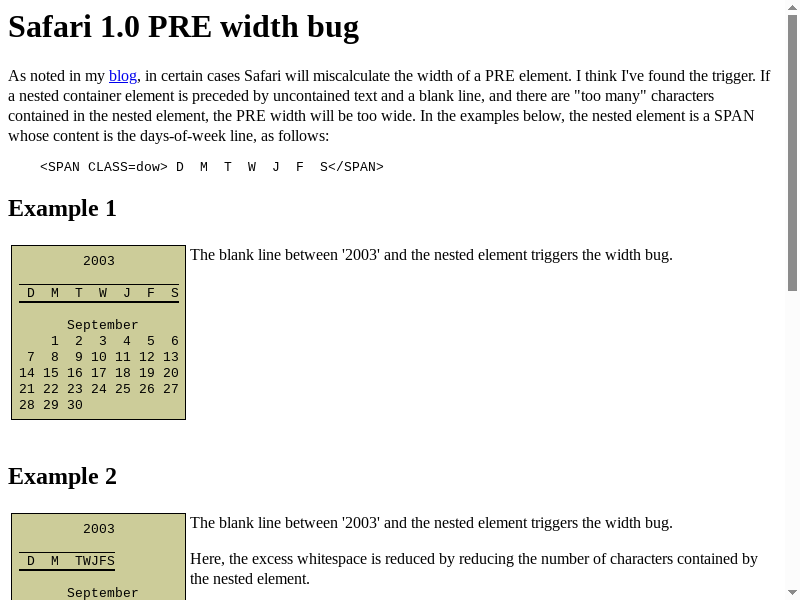 Safari 1.0 PRE width bug
As noted in my blog, in certain cases Safari will miscalculate the width of a PRE element. I think I've found the trigger. If
a nested container element is preceded by uncontained text and a blank line, and there are "too many" characters
contained in the nested element, the PRE width will be too wide. In the examples below, the nested element is a SPAN
whose content is the days-of-week line, as follows:
<SPAN CLASS=dow> D  M  T  W  J  F  S</SPAN>
Example 1
2003
D  M  T  W  J  F  S
September
1  2  3  4  5  6
7  8  9 10 11 12 13
14 15 16 17 18 19 20
21 22 23 24 25 26 27
28 29 30
The blank line between '2003' and the nested element triggers the width bug.
Example 2
2003
D  M  TWJFS
September
The blank line between '2003' and the nested element triggers the width bug.
Here, the excess whitespace is reduced by reducing the number of characters contained by
the nested element.